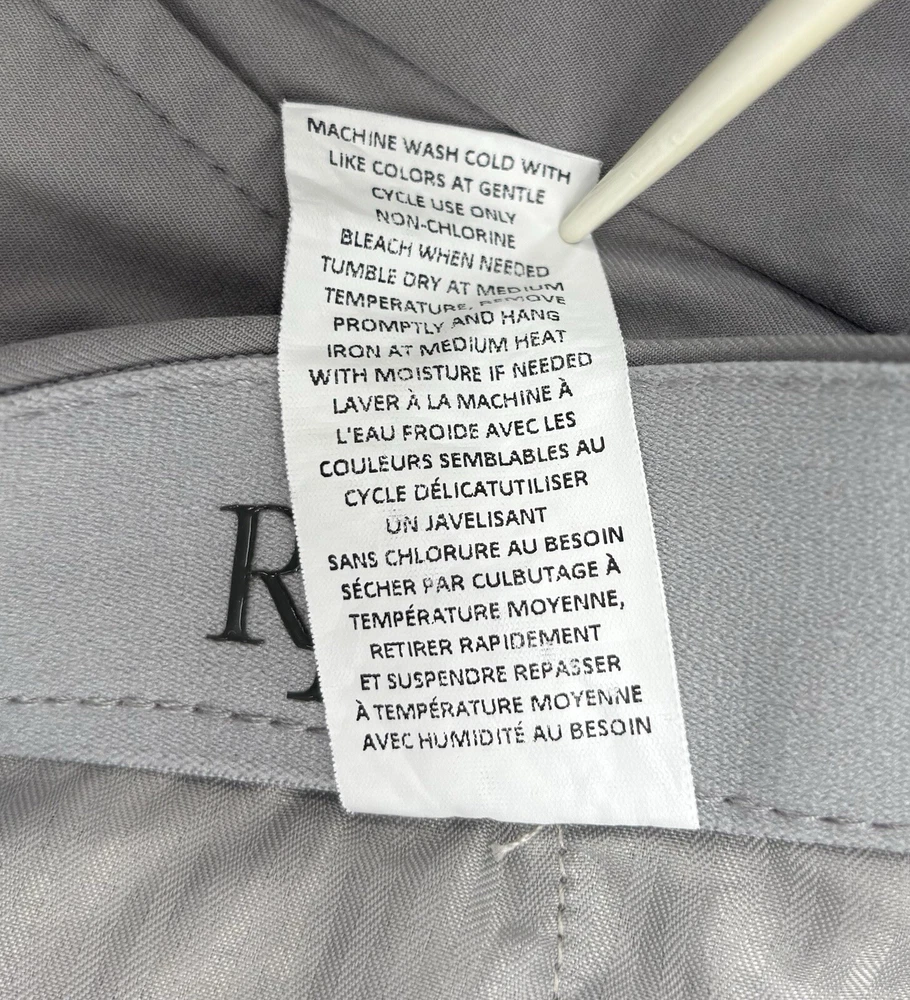 MACHINE WASH COLD WITH
LIKE COLORS AT GENTLE
CYCLE USE ONLY
NON-CHLORINE
BLEACH WHEN NEEDED
TUMBLE DRY AT MEDIUM
TEMPERATURE, REMOVE
PROMPTLY AND HANG
IRON AT MEDIUM HEAT
WITH MOISTURE IF NEEDED
LAVER À LA MACHINE À
L'EAU FROIDE AVEC LES
COULEURS SEMBLABLES AU
CYCLE DÉLICATUTILISER
UN JAVELISANT
SANS CHLORURE AU BESOIN
SÉCHER PAR CULBUTAGE À
TEMPÉRATURE MOYENNE,
RETIRER RAPIDEMENT
ET SUSPENDRE REPASSER
À TEMPÉRATURE MOYENNE
AVEC HUMIDITÉ AU BESOIN
R